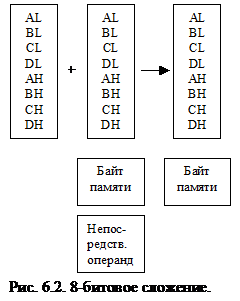 AL AL AL
BL BL BL
CL CL CL
DL DL DL
AH + AH AH
BH BH BH
CH CH CH
DH DH DH
Байт Байт
памяти памяти
Непос-
редств.
операнд
Рис. 6.2. 8-битовое сложение.